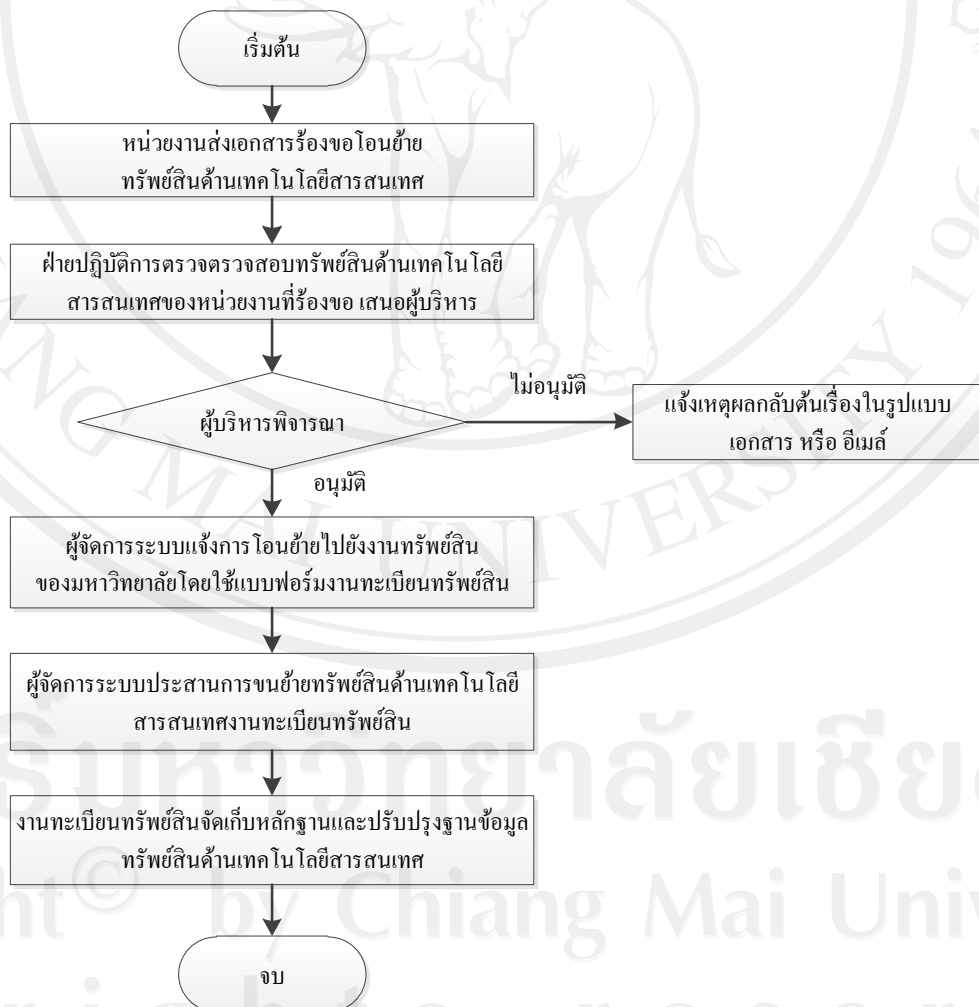 เริ่มต้น
หน่วยงานส่งเอกสารร้องขอโอนย้าย
ทรัพย์สินด้านเทคโนโลยีสารสนเทศ
ฝ่ายปฏิบัติการตรวจตรวจสอบทรัพย์สินด้านเทคโนโลยี
สารสนเทศของหน่วยงานที่ร้องขอ เสนอผู้บริหาร
ผู้บริหารพิจารณา
ไม่อนุมัติ
แจ้งเหตุผลกลับต้นเรื่องในรูปแบบ
เอกสาร หรือ อีเมล์
อนุมัติ
ผู้จัดการระบบแจ้งการโอนย้ายไปยังงานทรัพย์สิน
ของมหาวิทยาลัยโดยใช้แบบฟอร์มงานทะเบียนทรัพย์สิน
ผู้จัดการระบบประสานการขนย้ายทรัพย์สินด้านเทคโนโลยี
สารสนเทศงานทะเบียนทรัพย์สิน
งานทะเบียนทรัพย์สินจัดเก็บหลักฐานและปรับปรุงฐานข้อมูล
ทรัพย์สินด้านเทคโนโลยีสารสนเทศ
จบ
MAI UNIVERSITY 196
© by Chiang Mai